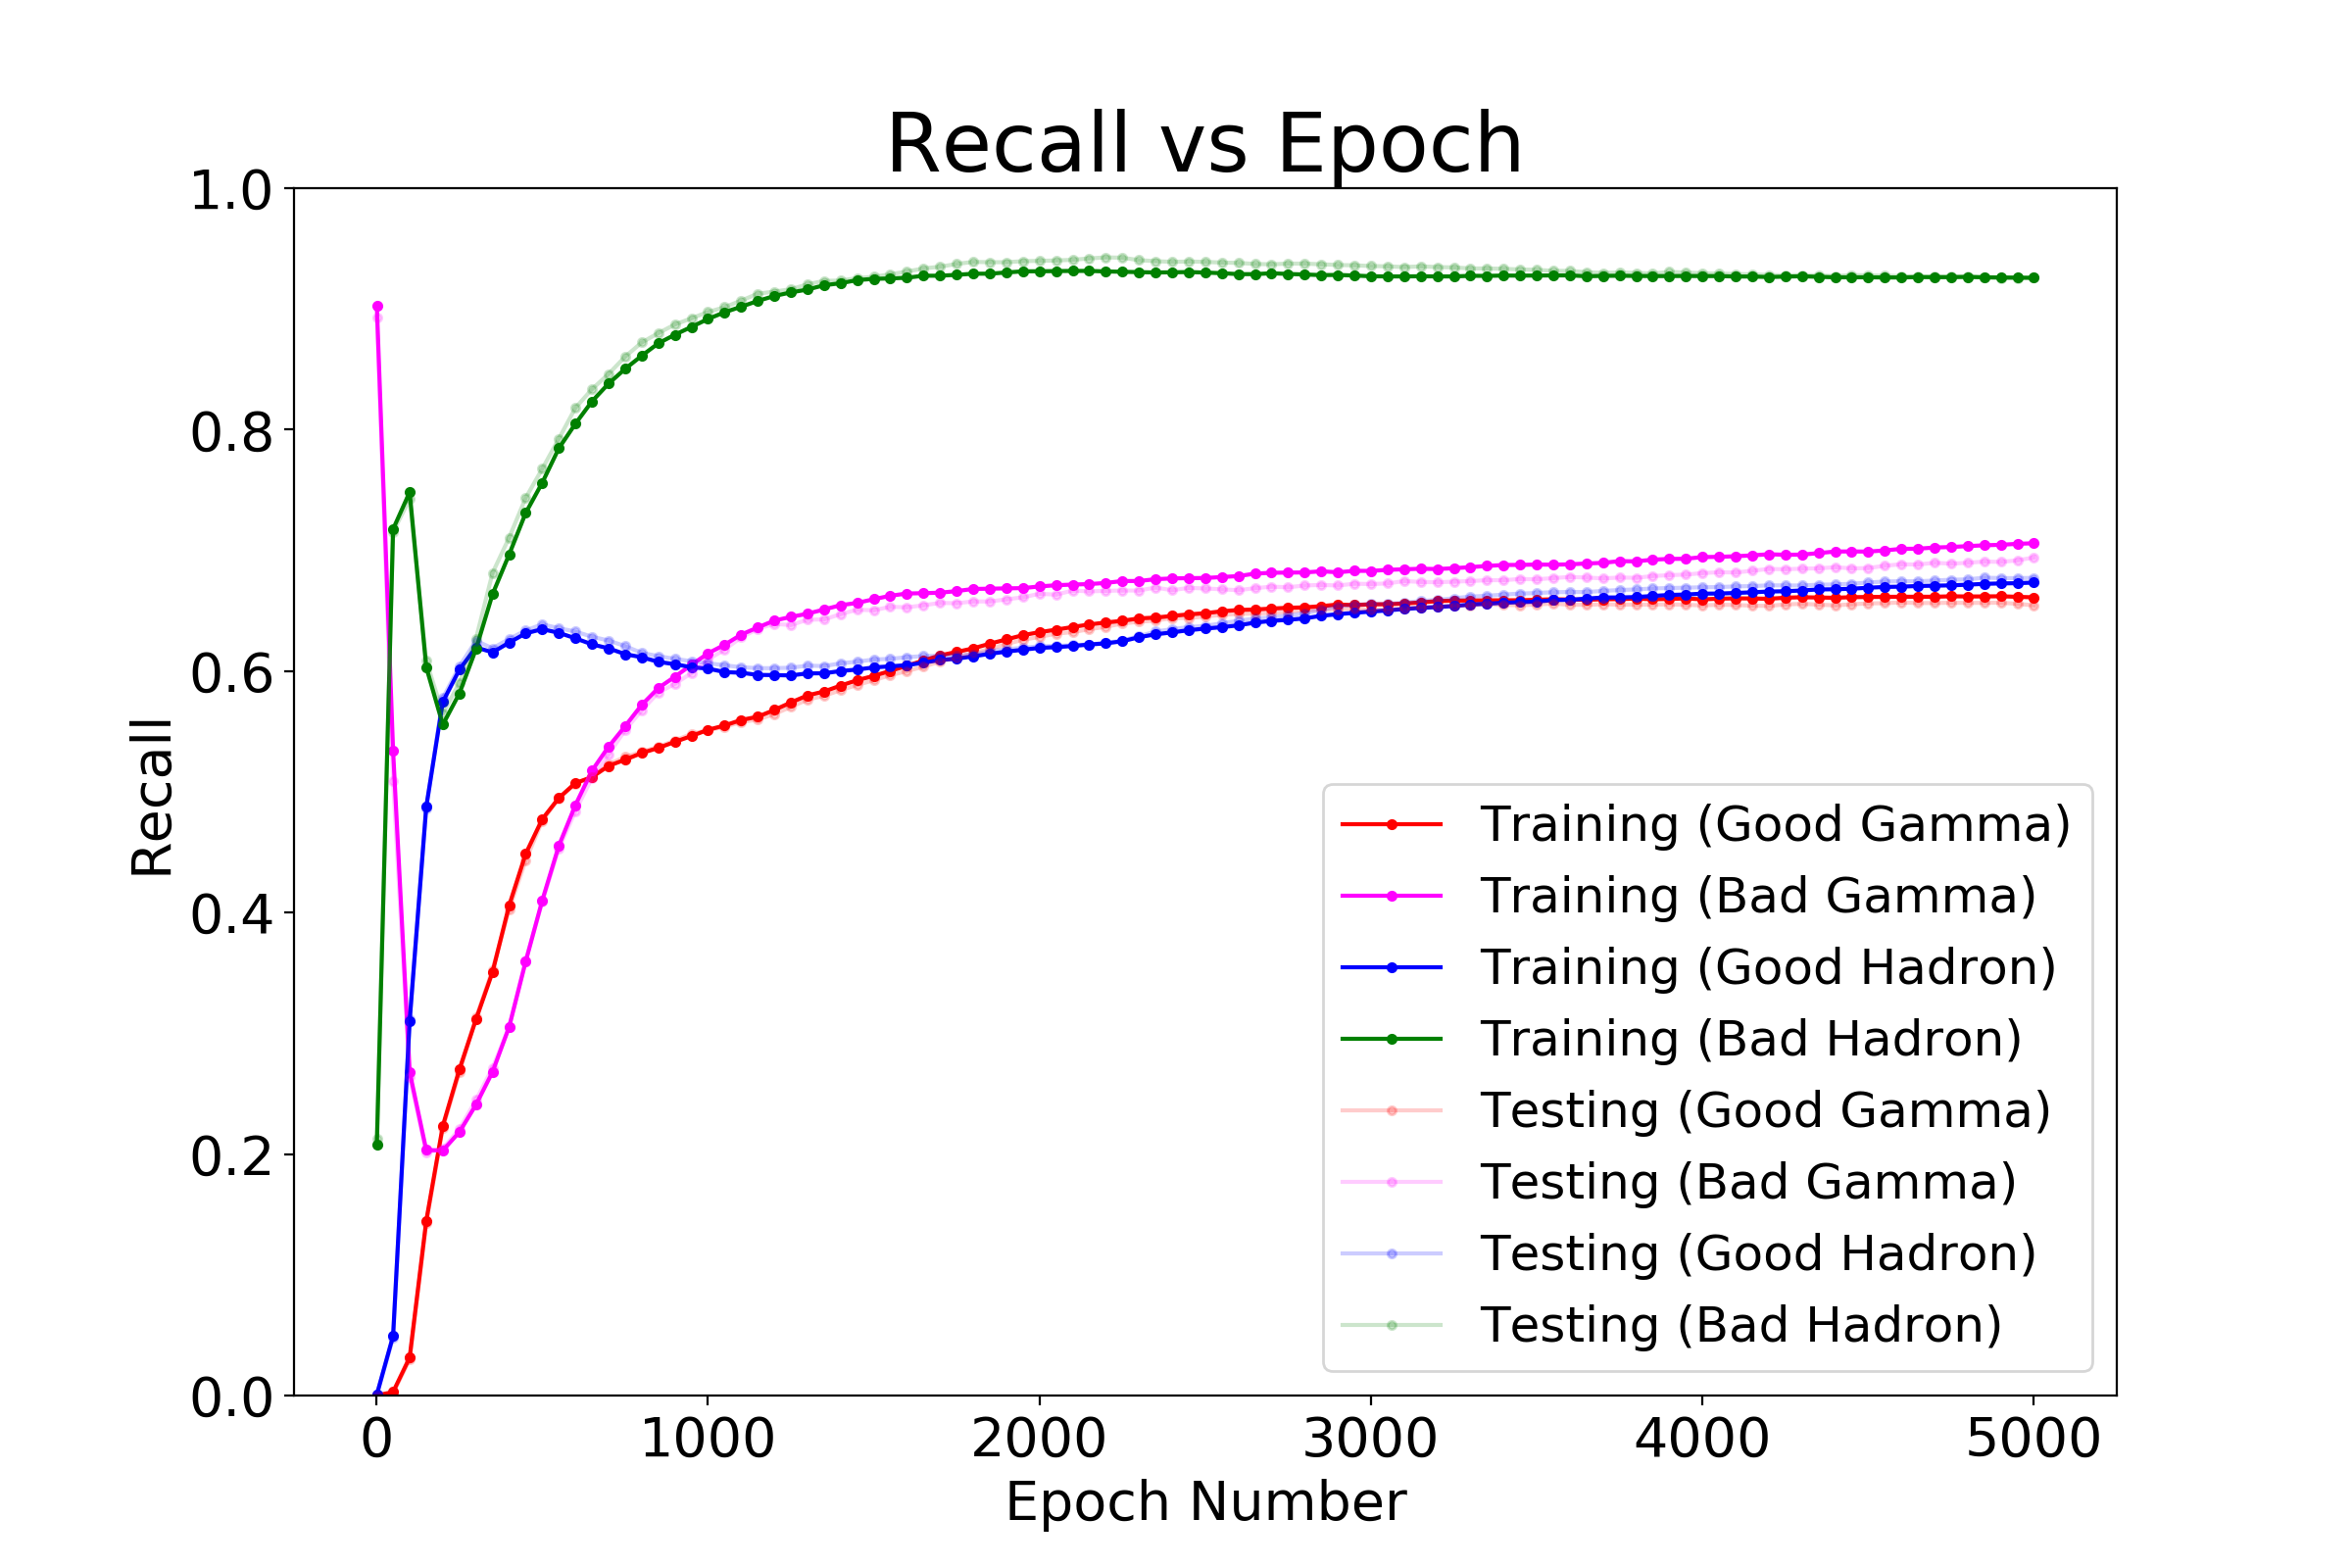 Recall vs Epoch
1.0
0.8
0.6
0.4
0.2
0.0
Recall
0 1000 2000 3000 4000 5000
Epoch Number
Training (Good Gamma)
Training (Bad Gamma)
Training (Good Hadron)
Training (Bad Hadron)
Testing (Good Gamma)
Testing (Bad Gamma)
Testing (Good Hadron)
Testing (Bad Hadron)